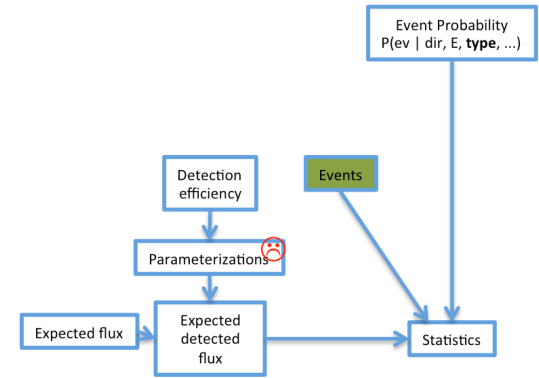 Event Probability
P(ev | dir, E, type, ...)
Detection
efficiency
Events
Parameterizations
Expected flux
Expected
detected
flux
Statistics